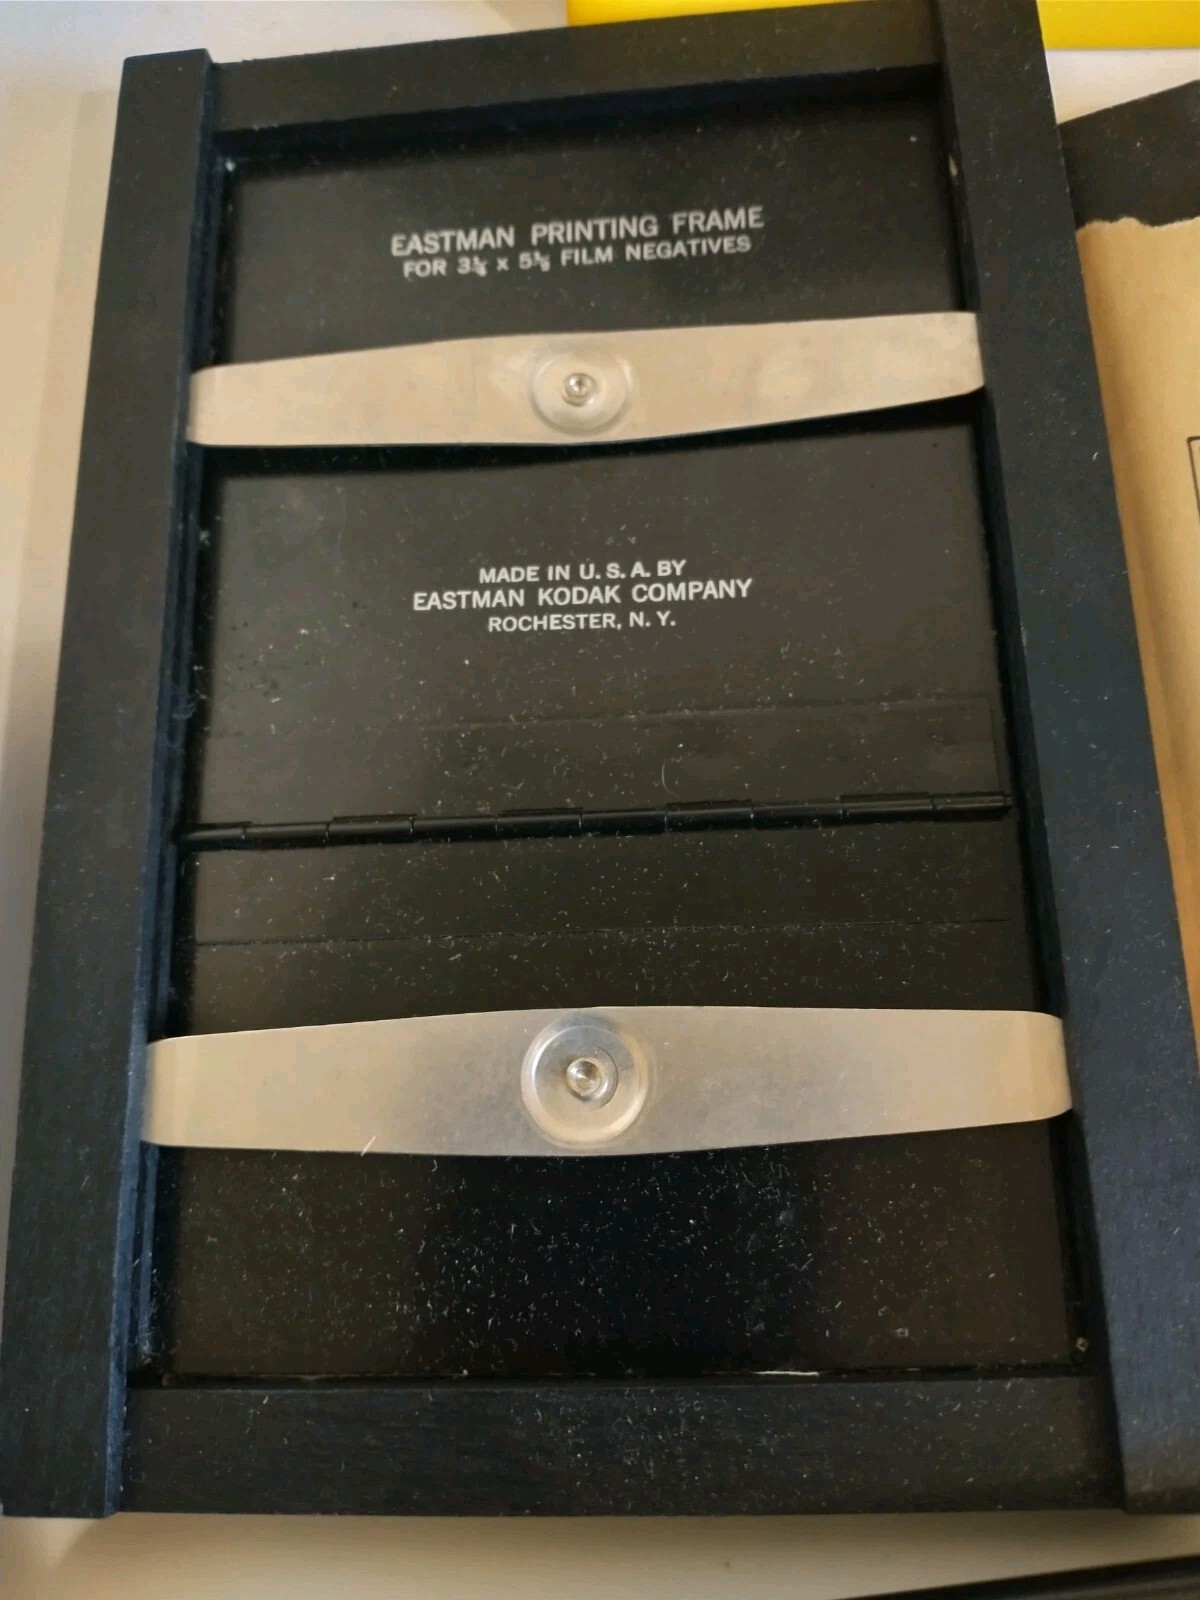 EASTMAN PRINTING FRAME
FOR 3¼ x 5½ FILM NEGATIVES
MADE IN U. S. A. BY
EASTMAN KODAK COMPANY
ROCHESTER, N. Y.